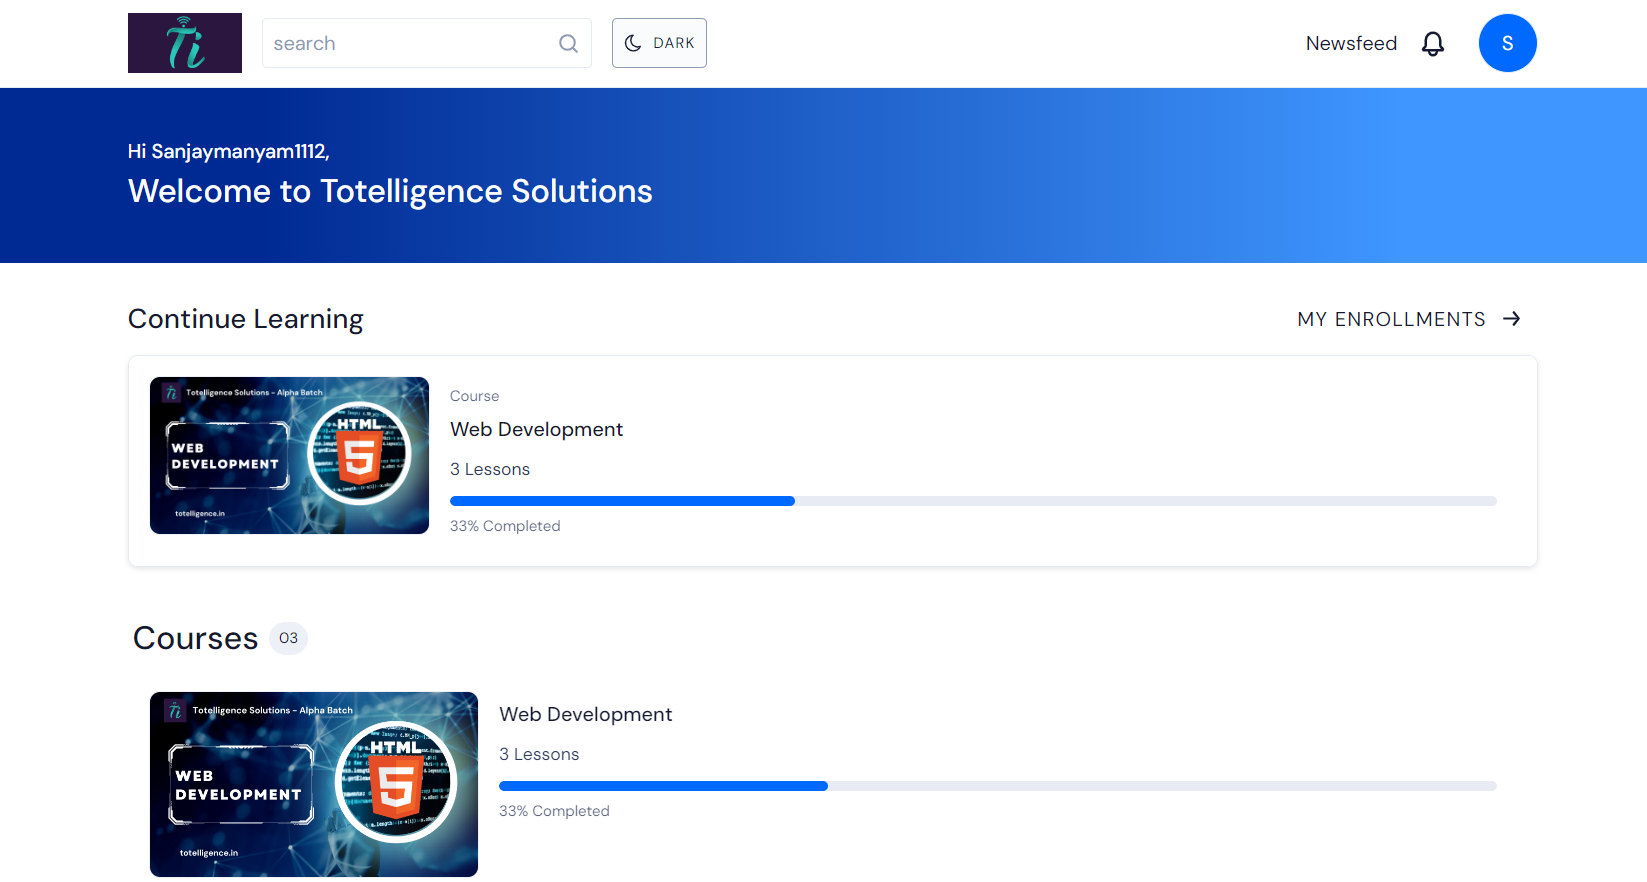 Ti
search
DARK
Newsfeed
S
Hi Sanjaymanyam1112,
Welcome to Totelligence Solutions
Continue Learning
MY ENROLLMENTS
Ti Totelligence Solutions - Alpha Batch
HTML
5
WEB
DEVELOPMENT
totelligence.in
Course
Web Development
3 Lessons
33% Completed
Courses 03
Ti Totelligence Solutions - Alpha Batch
HTML
5
WEB
DEVELOPMENT
totelligence.in
Web Development
3 Lessons
33% Completed